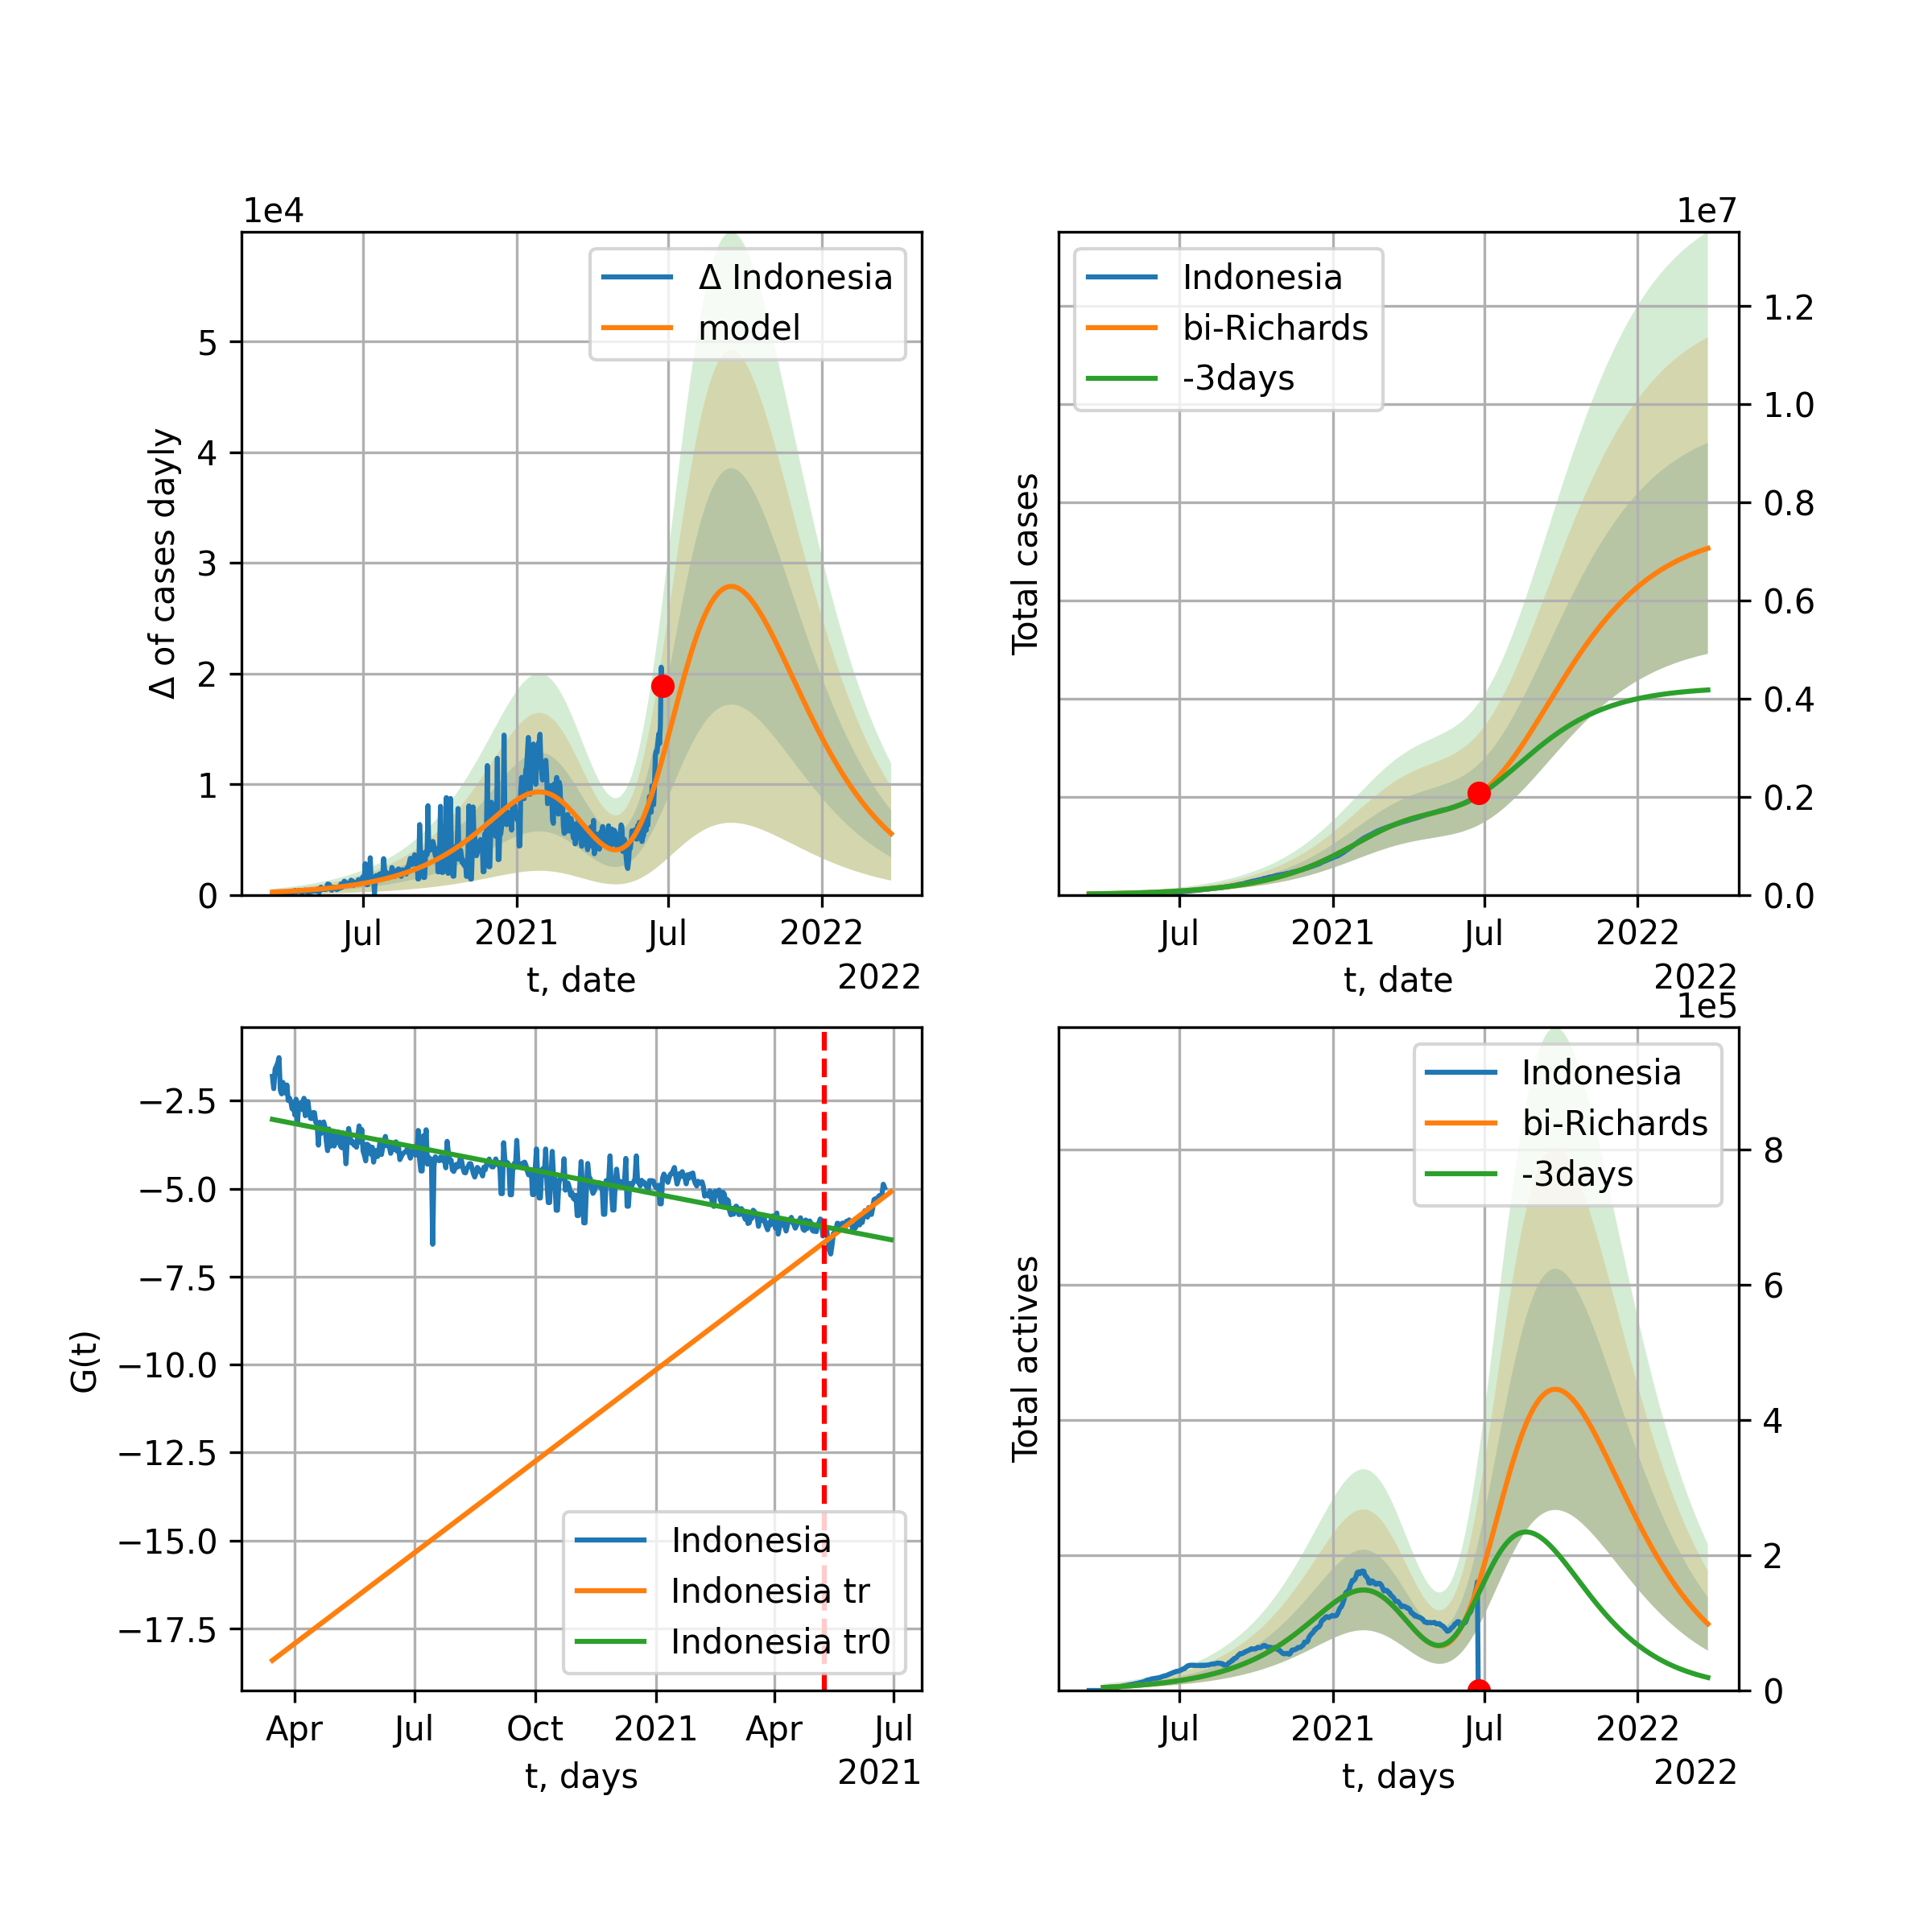 1e4
Δ of cases dayly
5
4
3
2
1
0
Δ Indonesia
model
Jul
2021
Jul
2022
t, date
2022
1e7
Total cases
Indonesia
bi-Richards
-3days
1.2
1.0
0.8
0.6
0.4
0.2
0.0
Jul
2021
Jul
2022
t, date
2022
G(t)
−2.5
−5.0
−7.5
−10.0
−12.5
−15.0
−17.5
Indonesia
Indonesia tr
Indonesia tr0
Apr
Jul
Oct
2021
Apr
Jul
t, days
2021
1e5
Total actives
Indonesia
bi-Richards
-3days
8
6
4
2
0
Jul
2021
Jul
2022
t, days
2022